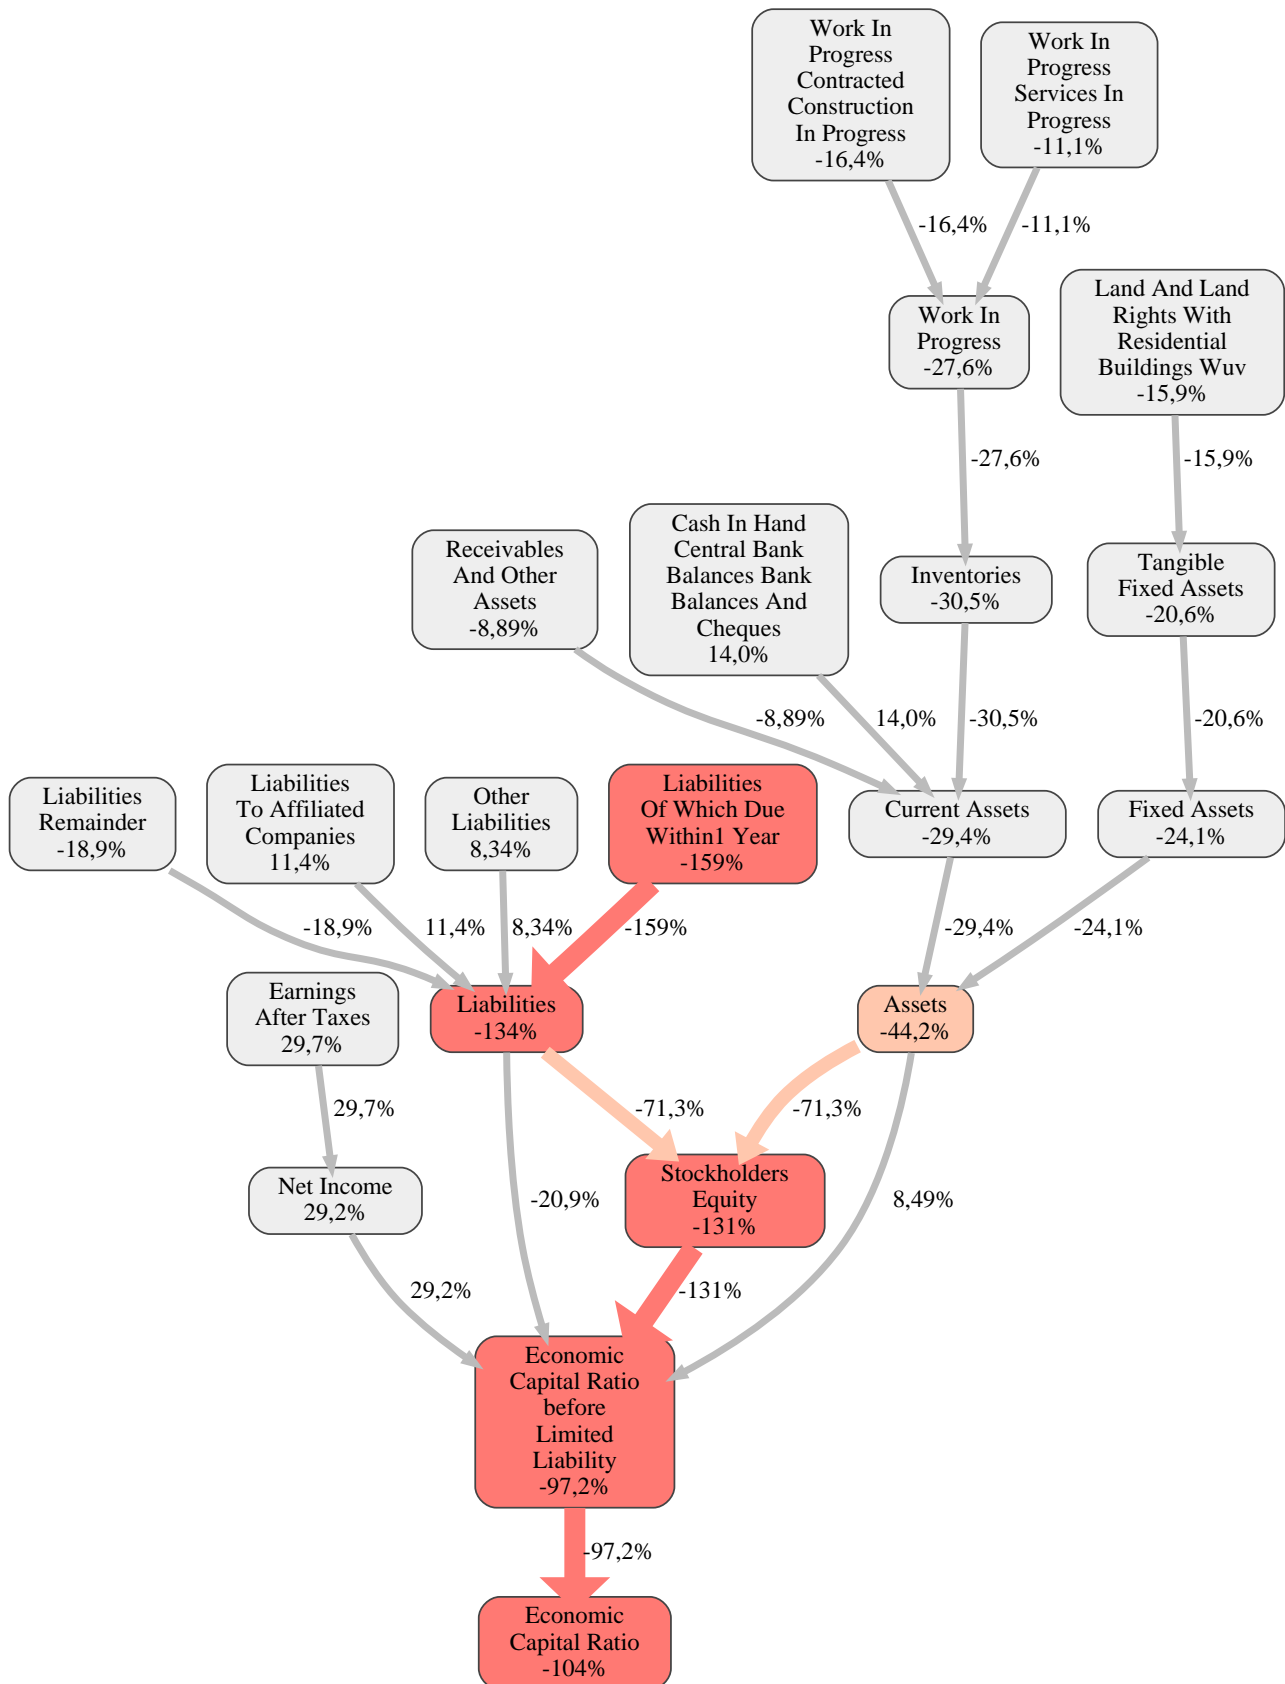 Work In
Progress
Contracted
Construction
In Progress
-16,4%
Work In
Progress
Services In
Progress
-11,1%
-16,4%
-11,1%
Work In
Progress
-27,6%
Land And Land
Rights With
Residential
Buildings Wuv
-15,9%
-27,6%
-15,9%
Receivables
And Other
Assets
-8,89%
Cash In Hand
Central Bank
Balances Bank
Balances And
Cheques
14,0%
Inventories
-30,5%
Tangible
Fixed Assets
-20,6%
-8,89%
14,0%
-30,5%
-20,6%
Liabilities
Remainder
-18,9%
Liabilities
To Affiliated
Companies
11,4%
Other
Liabilities
8,34%
Liabilities
Of Which Due
Within1 Year
-159%
Current Assets
-29,4%
Fixed Assets
-24,1%
-18,9%
11,4%
8,34%
-159%
-29,4%
-24,1%
Earnings
After Taxes
29,7%
Liabilities
-134%
Assets
-44,2%
29,7%
-71,3%
-71,3%
Net Income
29,2%
-20,9%
Stockholders
Equity
-131%
8,49%
29,2%
-131%
Economic
Capital Ratio
before
Limited
Liability
-97,2%
-97,2%
Economic
Capital Ratio
-104%